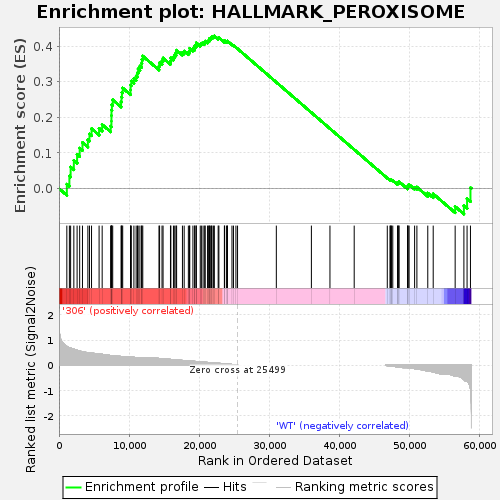 Enrichment plot: HALLMARK_PEROXISOME
Enrichment score (ES)
0.4
0.3
0.2
0.1
0.0
'306' (positively correlated)
Ranked list metric (Signal2Noise)
2
1
0
-1
-2
Zero cross at 25499
'WT' (negatively correlated)
0
10,000
20,000
30,000
40,000
50,000
60,000
Rank in Ordered Dataset
Enrichment profile
Hits
Ranking metric scores